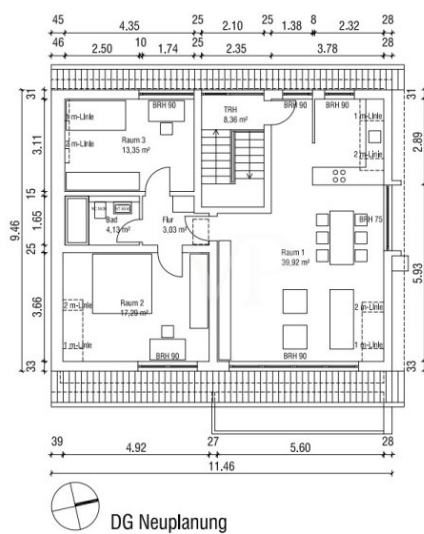 45 4.35 25 2.10 25 1.38 8 2.32 28
46 2.50 10 1.74 25 2.35 3.78 28
31 31
BRH 90 BRH 90 BRH 90
TRH
8,36 m²
1 m-Linie
1 m-Linie
2 m-Linie
2 m-Linie
Raum 3
13,35 m²
3.11
2.89
15
1.65
9.46
25
Bad
4,13 m²
Flur
3,03 m²
BRH 75
Raum 1
39,92 m²
5.93
3.66
Raum 2
17,29 m²
2 m-Linie
2 m-Linie
1 m-Linie
1 m-Linie
BRH 90 BRH 90
33 33
39 4.92 27 5.60 28
11.46
DG Neuplanung